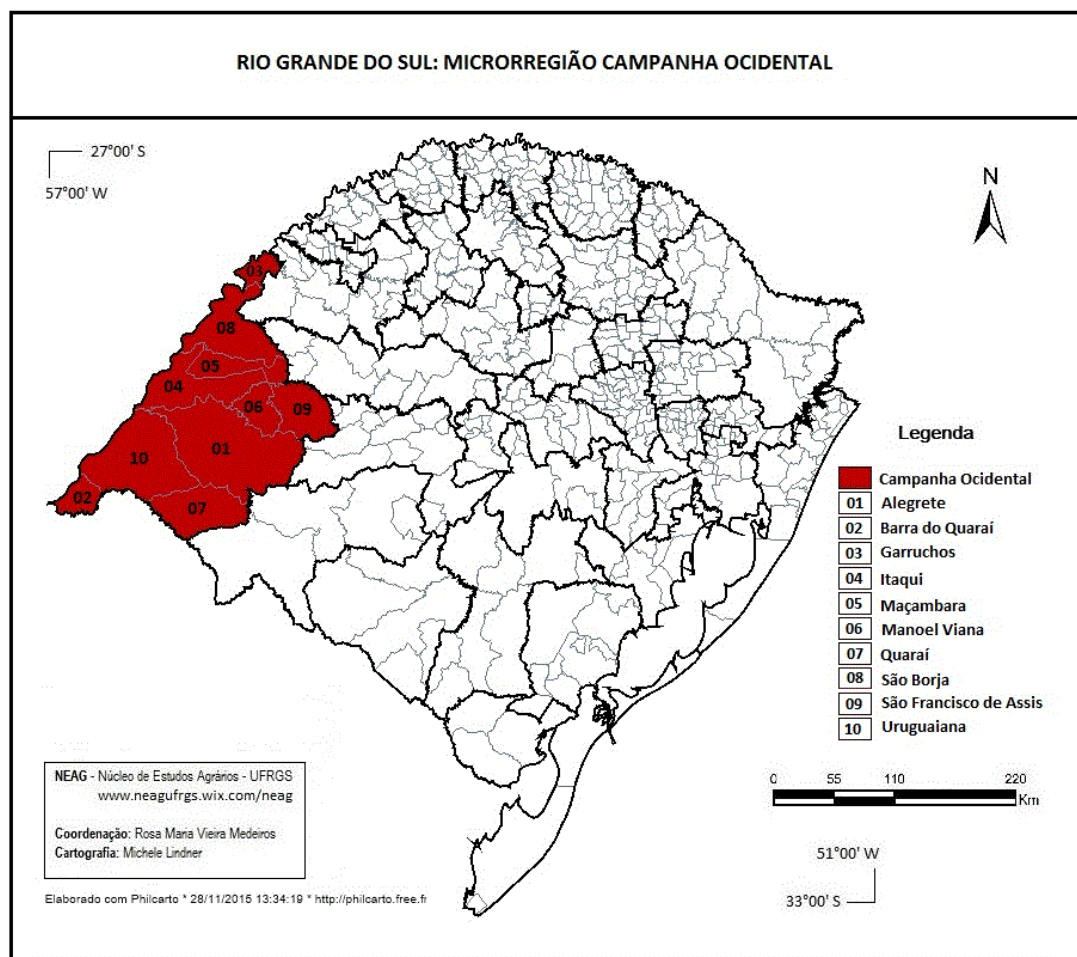 RIO GRANDE DO SUL: MICRORREGIÃO CAMPANHA OCIDENTAL
27°00' S
57°00' W
N
03
08
05
04
06
09
01
10
02
07
Legenda
Campanha Ocidental
01 Alegrete
02 Barra do Quaraí
03 Garruchos
04 Itaqui
05 Maçambara
06 Manoel Viana
07 Quaraí
08 São Borja
09 São Francisco de Assis
10 Uruguaiana
NEAG - Núcleo de Estudos Agrários - UFRGS
www.neagufrgs.wix.com/neag
Coordenação: Rosa Maria Vieira Medeiros
Cartografia: Michele Lindner
0 55 110 220
Km
51°00' W
33°00' S
Elaborado com Philcarto * 28/11/2015 13:34:19 * http://philcarto.free.fr